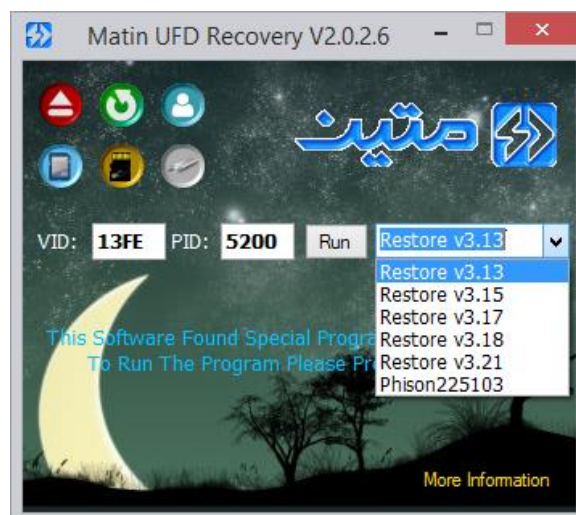 Matin UFD Recovery V2.0.2.6
متین
VID: 13FE PID: 5200 Run Restore v3.13
Restore v3.13
Restore v3.15
Restore v3.17
Restore v3.18
Restore v3.21
Phison225103
This Software Found Special
To Run The Program Please
More Information